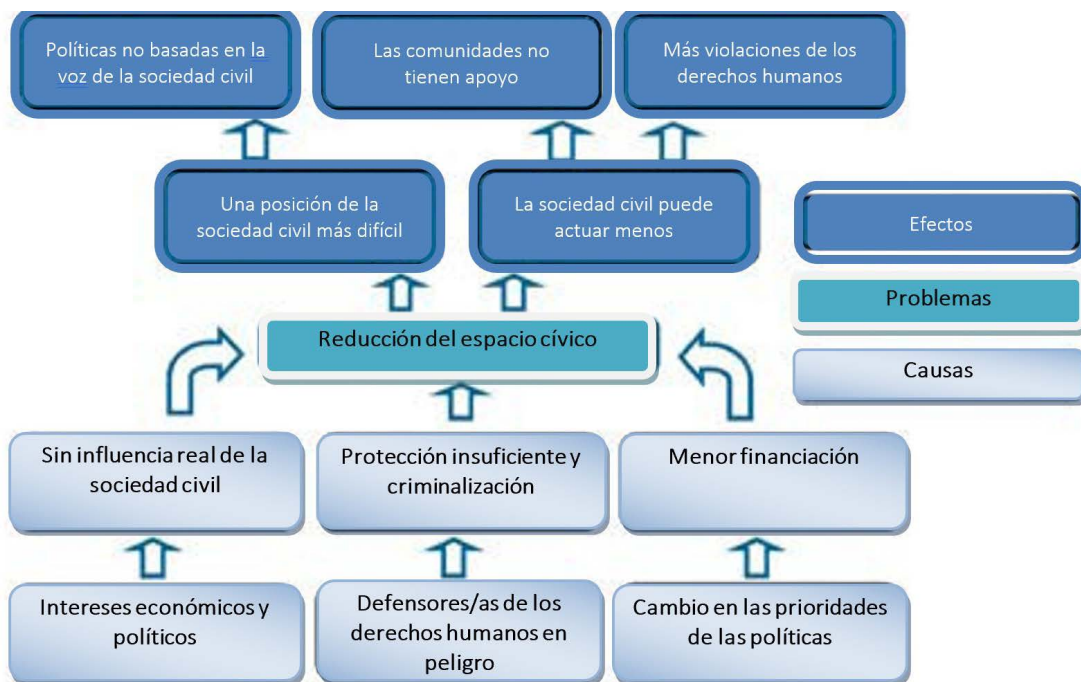 Políticas no basadas en la
voz de la sociedad civil
Las comunidades no
tienen apoyo
Más violaciones de los
derechos humanos
Una posición de la
sociedad civil más difícil
La sociedad civil puede
actuar menos
Efectos
Problemas
Causas
Reducción del espacio cívico
Sin influencia real de la
sociedad civil
Protección insuficiente y
criminalización
Menor financiación
Intereses económicos y
políticos
Defensores/as de los
derechos humanos en
peligro
Cambio en las prioridades
de las políticas